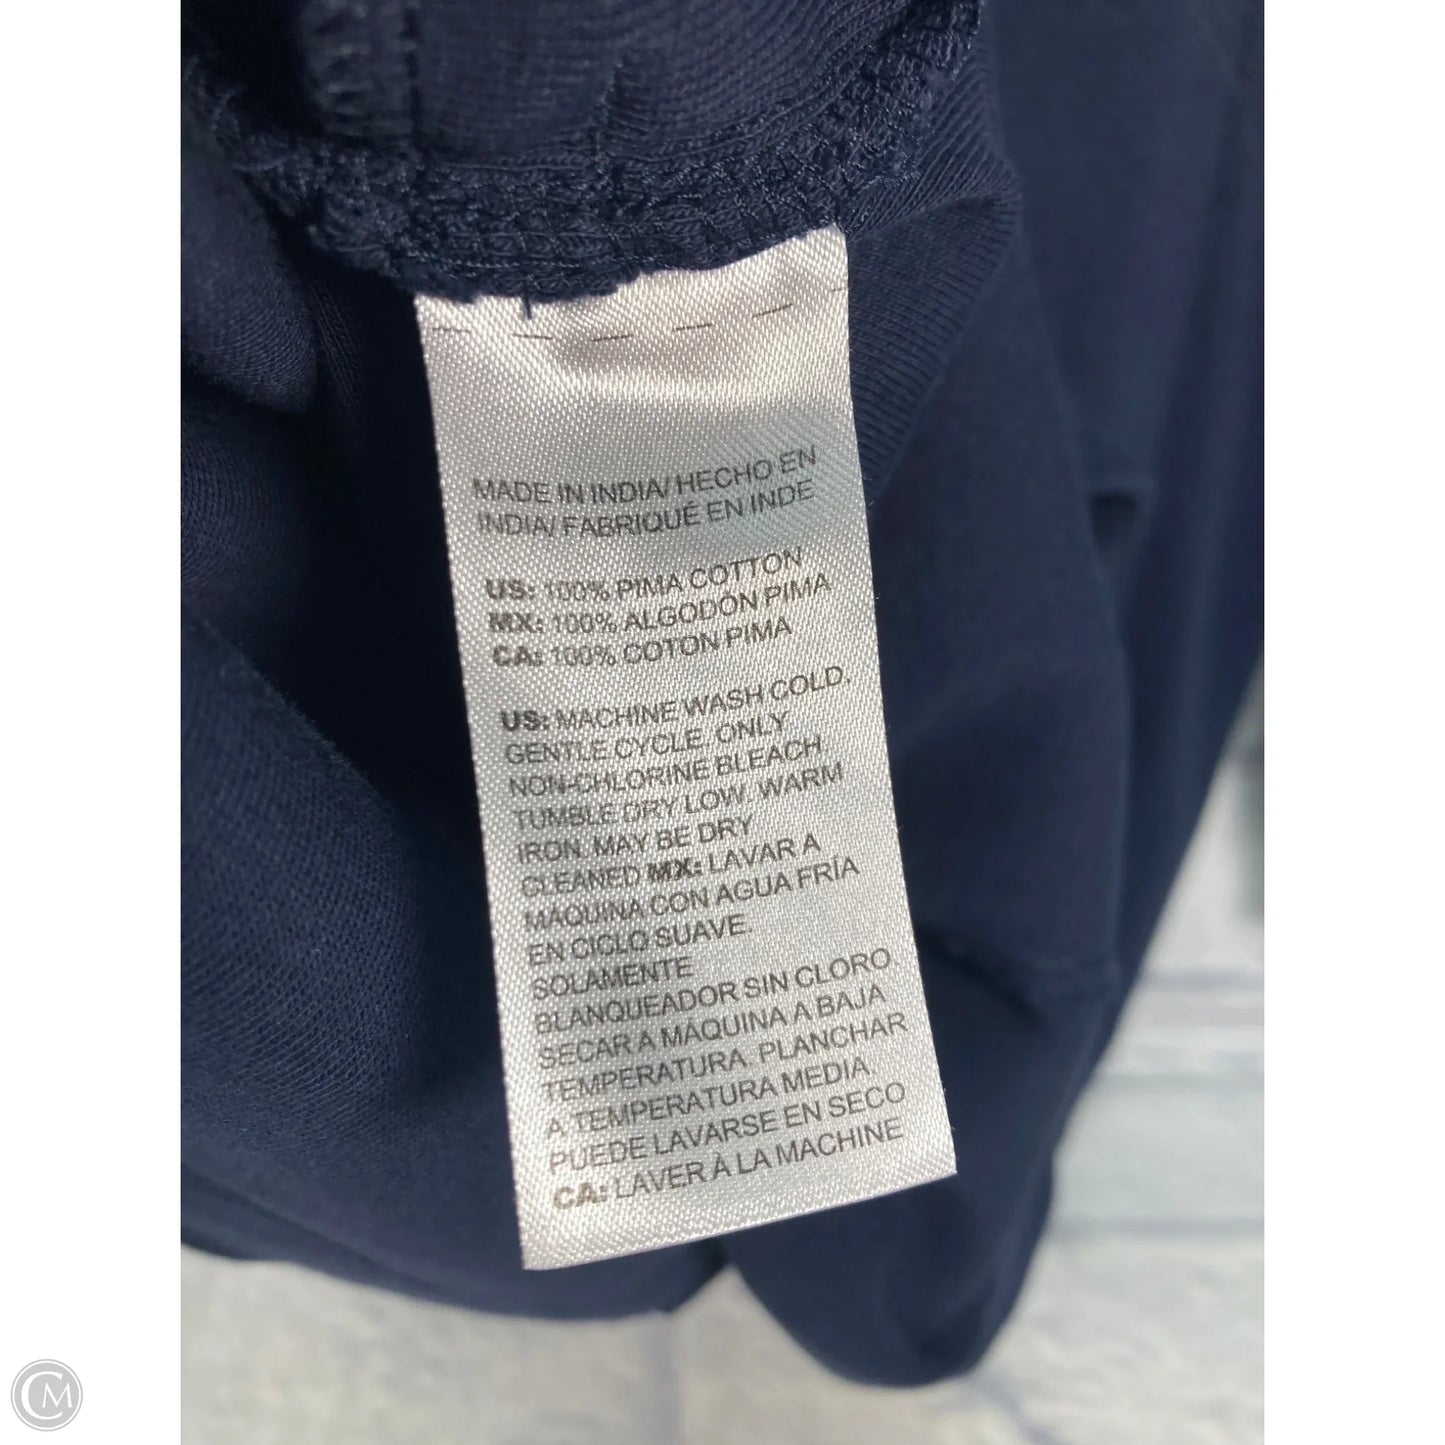 MADE IN INDIA/ HECHO EN
INDIA/ FABRIQUÉ EN INDE
US: 100% PIMA COTTON
MX: 100% ALGODÓN PIMA
CA: 100% COTON PIMA
US: MACHINE WASH COLD.
GENTLE CYCLE. ONLY
NON-CHLORINE BLEACH.
TUMBLE DRY LOW. WARM
IRON. MAY BE DRY
CLEANED MX: LAVAR A
MÁQUINA CON AGUA FRÍA
EN CICLO SUAVE.
SOLAMENTE
BLANQUEADOR SIN CLORO
SECAR A MÁQUINA A BAJA
TEMPERATURA. PLANCHAR
A TEMPERATURA MEDIA.
PUEDE LAVARSE EN SECO
CA: LAVER À LA MACHINE
CM